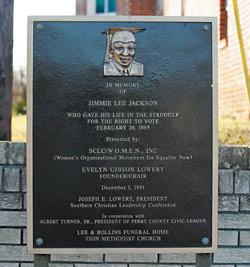 IN MEMORY
OF
JIMMIE LEE JACKSON
WHO GAVE HIS LIFE IN THE STRUGGLE
FOR THE RIGHT TO VOTE
FEBRUARY 26, 1965
Presented by:
SCLC/W.O.M.E.N., INC
(Women's Organizational Movement for Equality Now)
EVELYN GIBSON LOWERY
FOUNDER/CHAIR
December 1, 1991
JOSEPH E. LOWERY, PRESIDENT
Southern Christian Leadership Conference
In cooperation with
ALBERT TURNER, SR., PRESIDENT OF PERRY COUNTY CIVIC LEAGUE
LEE & ROLLINS FUNERAL HOME
ZION METHODIST CHURCH